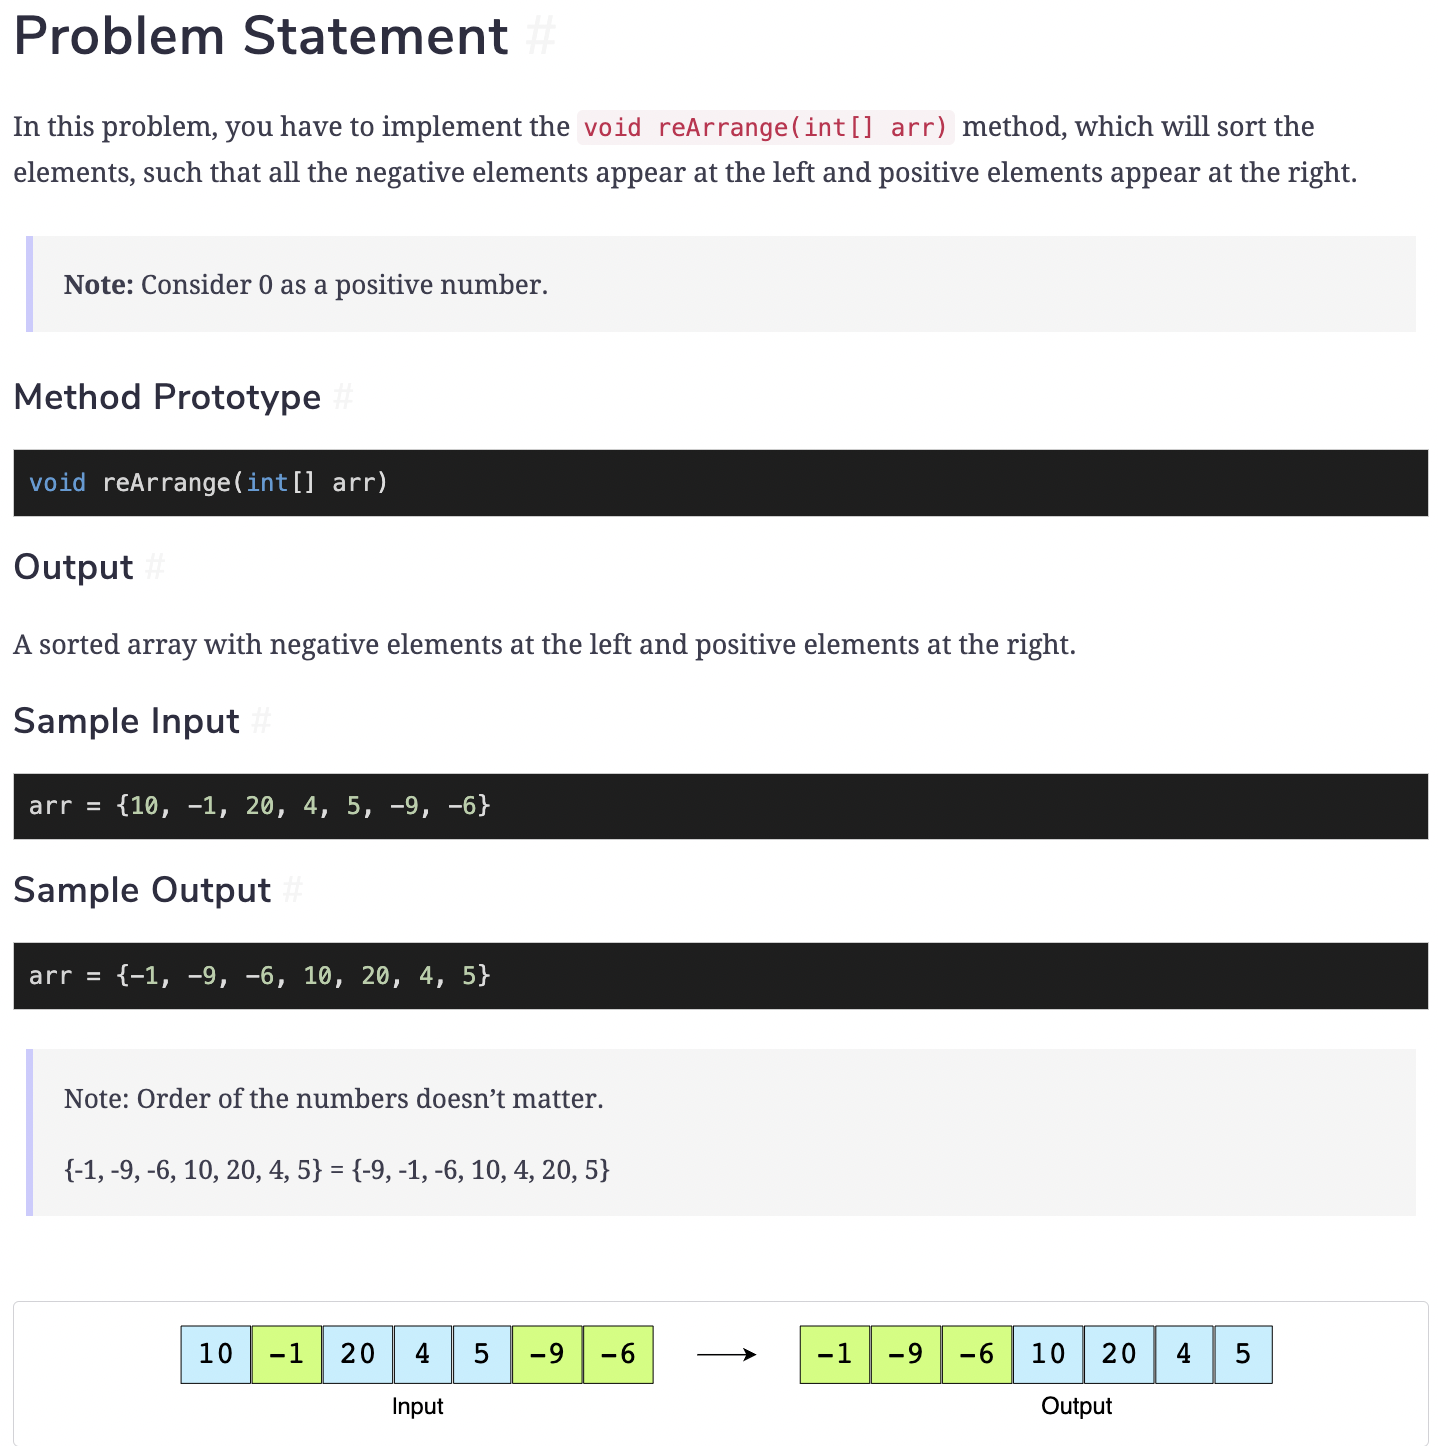 Problem Statement #
In this problem, you have to implement the void reArrange(int[] arr) method, which will sort the
elements, such that all the negative elements appear at the left and positive elements appear at the right.
Note: Consider 0 as a positive number.
Method Prototype #
void reArrange(int[] arr)
Output #
A sorted array with negative elements at the left and positive elements at the right.
Sample Input #
arr = {10, -1, 20, 4, 5, -9, -6}
Sample Output #
arr = {-1, -9, -6, 10, 20, 4, 5}
Note: Order of the numbers doesn’t matter.
{-1, -9, -6, 10, 20, 4, 5} = {-9, -1, -6, 10, 4, 20, 5}
10 -1 20 4 5 -9 -6 -1 -9 -6 10 20 4 5
Input Output